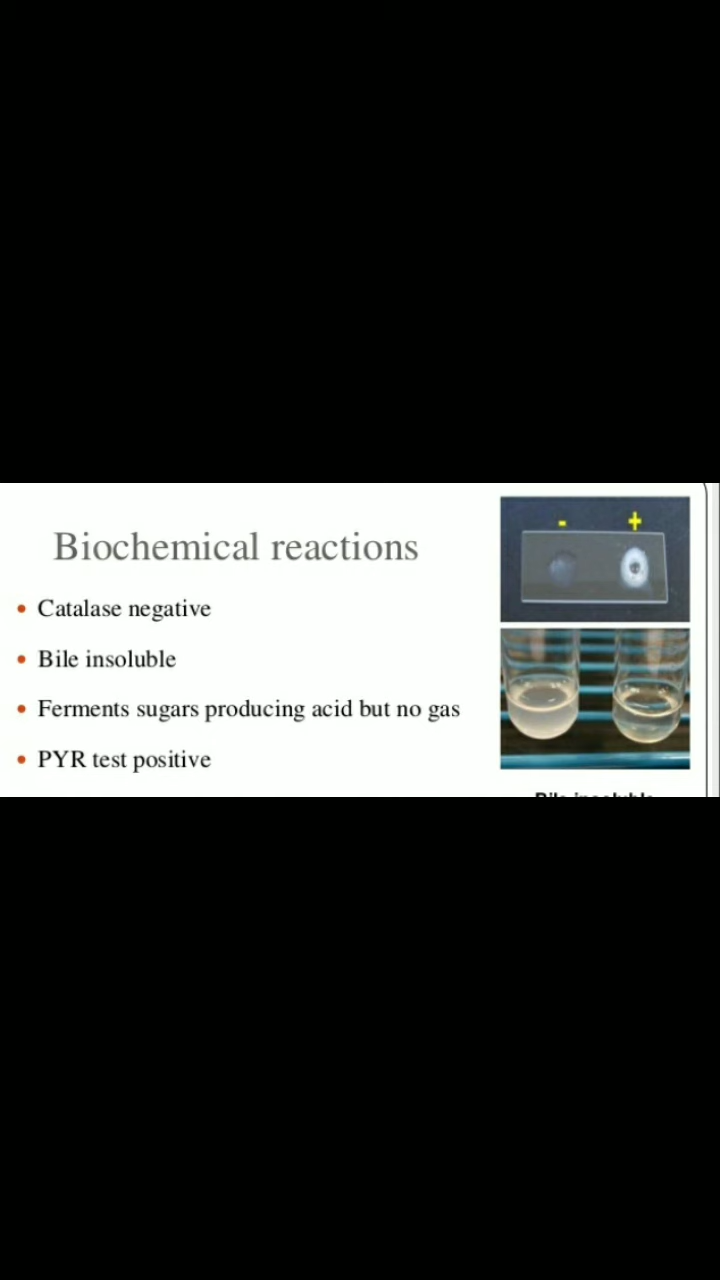 Biochemical reactions
• Catalase negative
• Bile insoluble
• Ferments sugars producing acid but no gas
• PYR test positive
- +